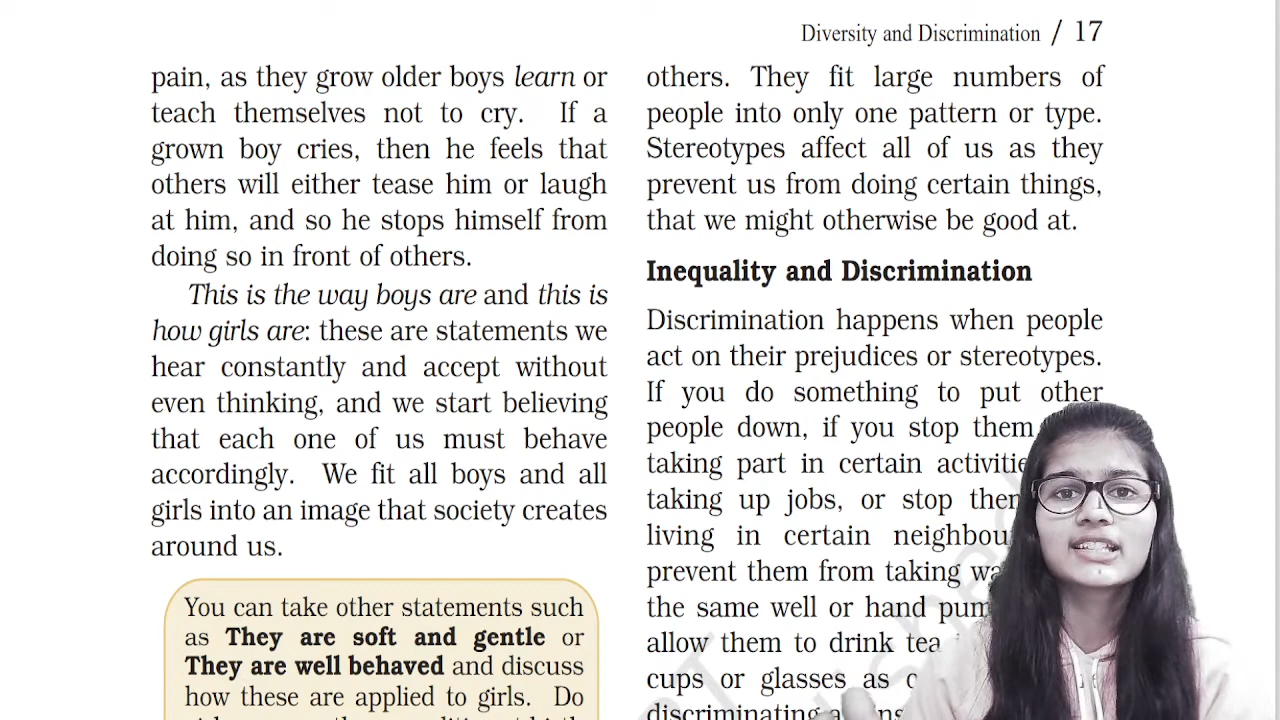 Diversity and Discrimination / 17
pain, as they grow older boys learn or
teach themselves not to cry. If a
grown boy cries, then he feels that
others will either tease him or laugh
at him, and so he stops himself from
doing so in front of others.
This is the way boys are and this is
how girls are: these are statements we
hear constantly and accept without
even thinking, and we start believing
that each one of us must behave
accordingly. We fit all boys and all
girls into an image that society creates
around us.
You can take other statements such
as They are soft and gentle or
They are well behaved and discuss
how these are applied to girls. Do
others. They fit large numbers of
people into only one pattern or type.
Stereotypes affect all of us as they
prevent us from doing certain things,
that we might otherwise be good at.
Inequality and Discrimination
Discrimination happens when people
act on their prejudices or stereotypes.
If you do something to put other
people down, if you stop them
taking part in certain
taking up jobs, or stop
living in certain
prevent them from taking
the same well or hand
allow them to drink tea
cups or glasses as